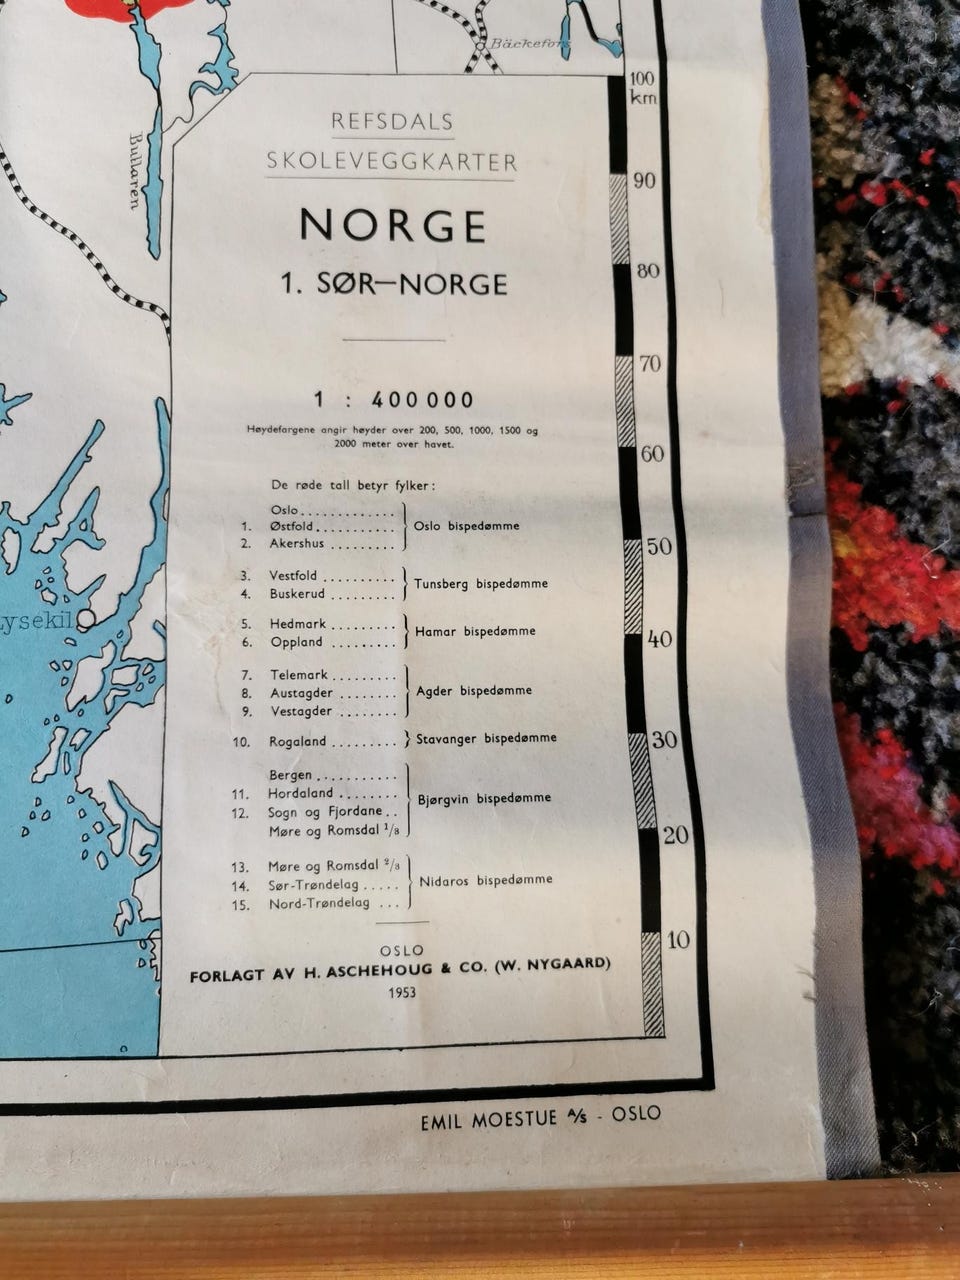 Bäckefors
100
km
Bullaren
REFSDALS
SKOLEVEGGKARTER
NORGE
1. SØR—NORGE
1 : 400 000
Høydefargene angir høyder over 200, 500, 1000, 1500 og
2000 meter over havet.
De røde tall betyr fylker:
Oslo............
1. Østfold............
2. Akershus .........
Oslo bispedømme
3. Vestfold ..........
4. Buskerud .........
Tunsberg bispedømme
5. Hedmark .........
6. Oppland .........
Hamar bispedømme
7. Telemark .........
8. Austagder ........
9. Vestagder ........
Agder bispedømme
10. Rogaland ......... Stavanger bispedømme
Bergen ...........
11. Hordaland ........
12. Sogn og Fjordane..
Møre og Romsdal 1/3
Bjørgvin bispedømme
13. Møre og Romsdal 2/3
14. Sør-Trøndelag .....
15. Nord-Trøndelag ...
Nidaros bispedømme
OSLO
FORLAGT AV H. ASCHEHOUG & CO. (W. NYGAARD)
1953
90
80
70
60
50
40
30
20
10
Lysekil
EMIL MOESTUE A/S - OSLO